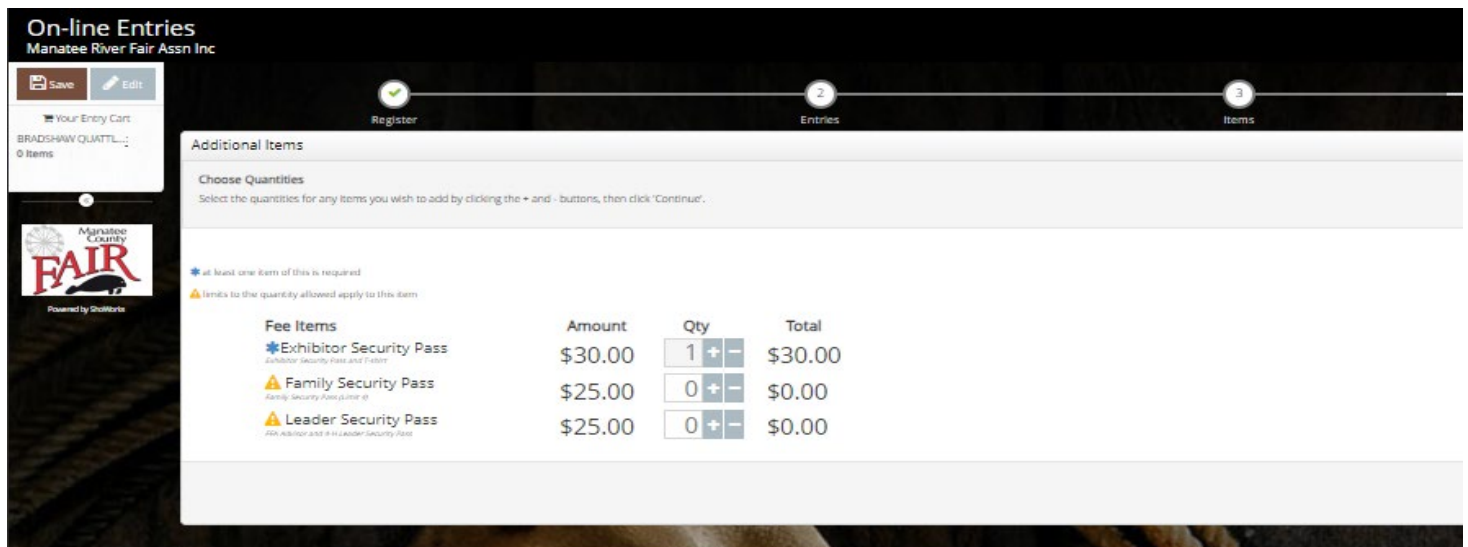 On-line Entries
Manatee River Fair Assn Inc
Save Edit
Your Entry Cart
BRADSHAW QUATTL...:
0 Items
Register
2
Entries
3
Items
Additional Items
Choose Quantities
Select the quantities for any items you wish to add by clicking the + and - buttons, then click 'Continue'.
Manatee
County
FAIR
Powered by ShoWorks
✱ at least one item of this is required
⚠ limits to the quantity allowed apply to this item
Fee Items Amount Qty Total
✱Exhibitor Security Pass $30.00 1 + − $30.00
Exhibitor Security Pass and T-shirt
⚠ Family Security Pass $25.00 0 + − $0.00
Family Security Pass (Limit 4)
⚠ Leader Security Pass $25.00 0 + − $0.00
FFA Advisor and 4-H Leader Security Pass